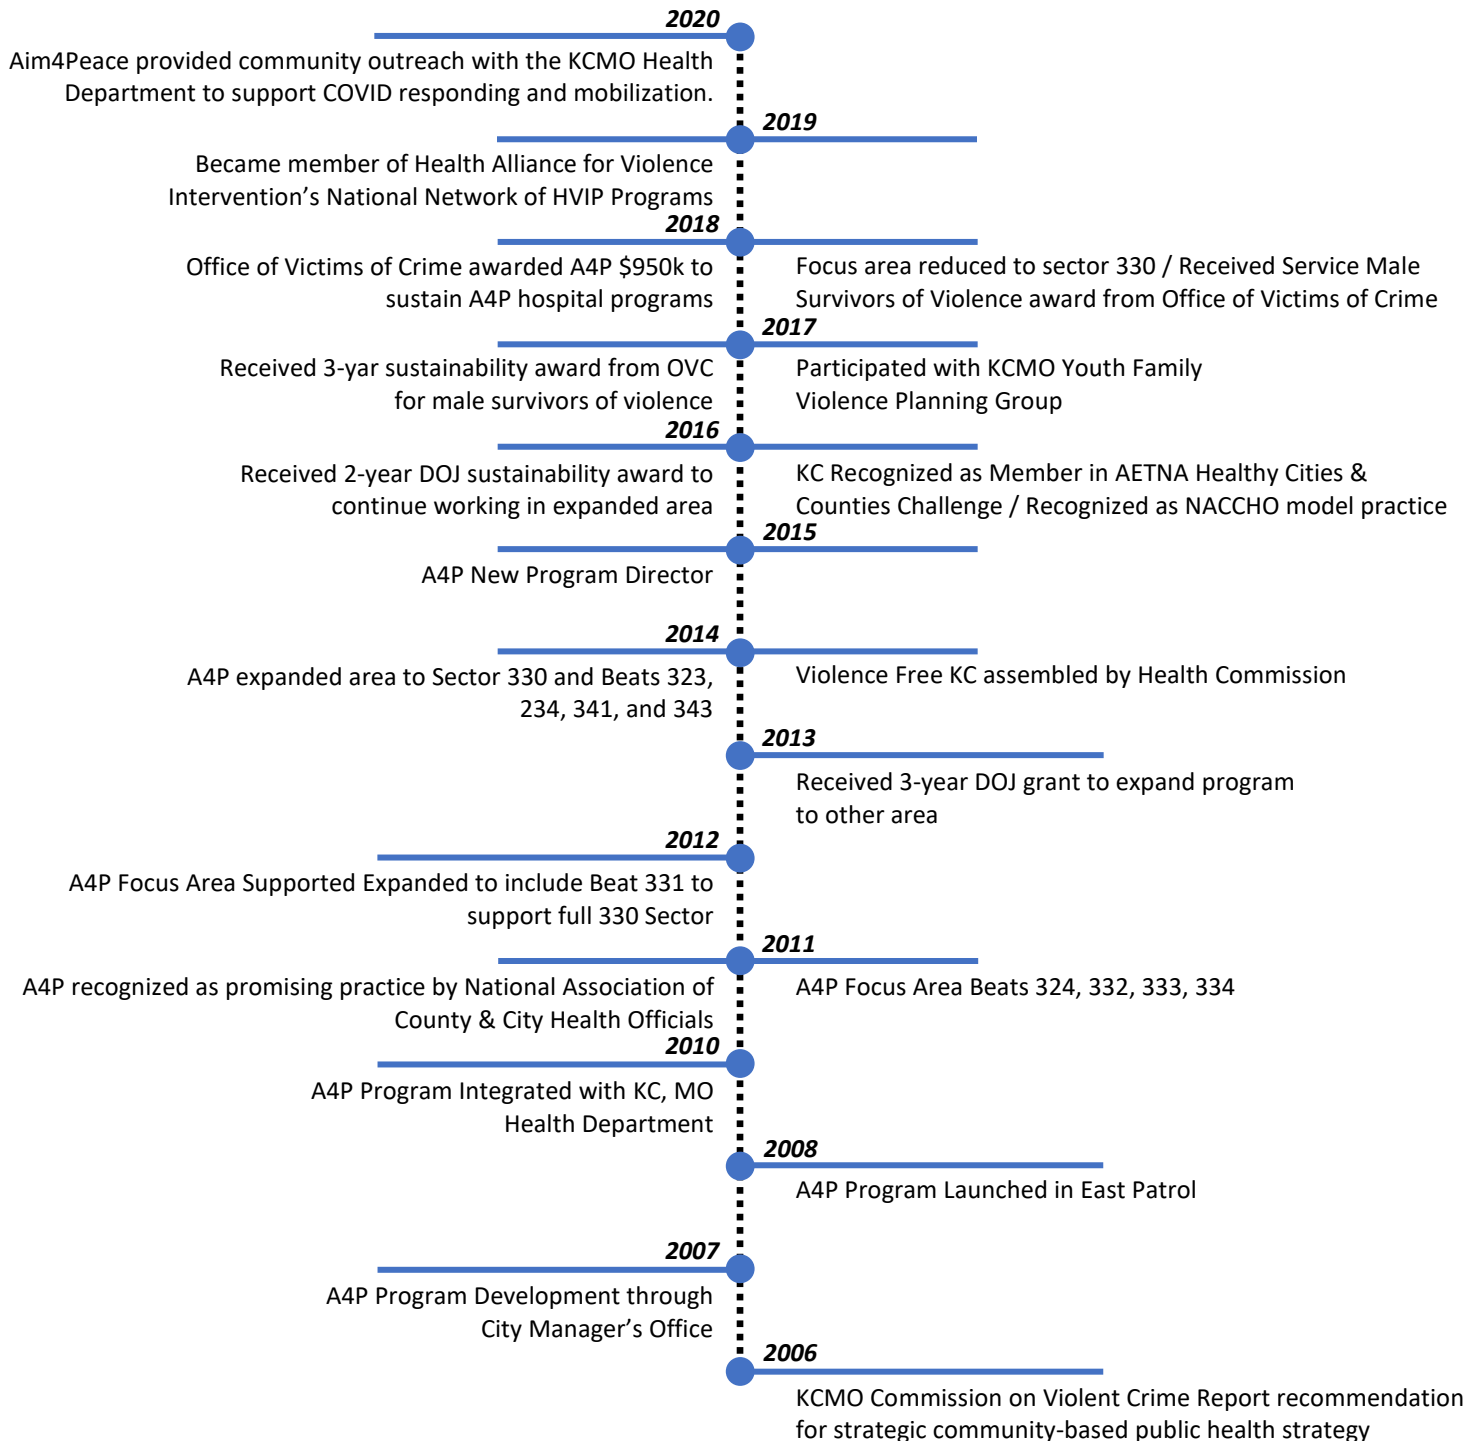 2020
Aim4Peace provided community outreach with the KCMO Health
Department to support COVID responding and mobilization.
2019
Became member of Health Alliance for Violence
Intervention’s National Network of HVIP Programs
2018
Office of Victims of Crime awarded A4P $950k to
sustain A4P hospital programs
Focus area reduced to sector 330 / Received Service Male
Survivors of Violence award from Office of Victims of Crime
2017
Received 3-yar sustainability award from OVC
for male survivors of violence
Participated with KCMO Youth Family
Violence Planning Group
2016
Received 2-year DOJ sustainability award to
continue working in expanded area
KC Recognized as Member in AETNA Healthy Cities &
Counties Challenge / Recognized as NACCHO model practice
2015
A4P New Program Director
2014
A4P expanded area to Sector 330 and Beats 323,
234, 341, and 343
Violence Free KC assembled by Health Commission
2013
Received 3-year DOJ grant to expand program
to other area
2012
A4P Focus Area Supported Expanded to include Beat 331 to
support full 330 Sector
2011
A4P recognized as promising practice by National Association of
County & City Health Officials
A4P Focus Area Beats 324, 332, 333, 334
2010
A4P Program Integrated with KC, MO
Health Department
2008
A4P Program Launched in East Patrol
2007
A4P Program Development through
City Manager’s Office
2006
KCMO Commission on Violent Crime Report recommendation
for strategic community-based public health strategy